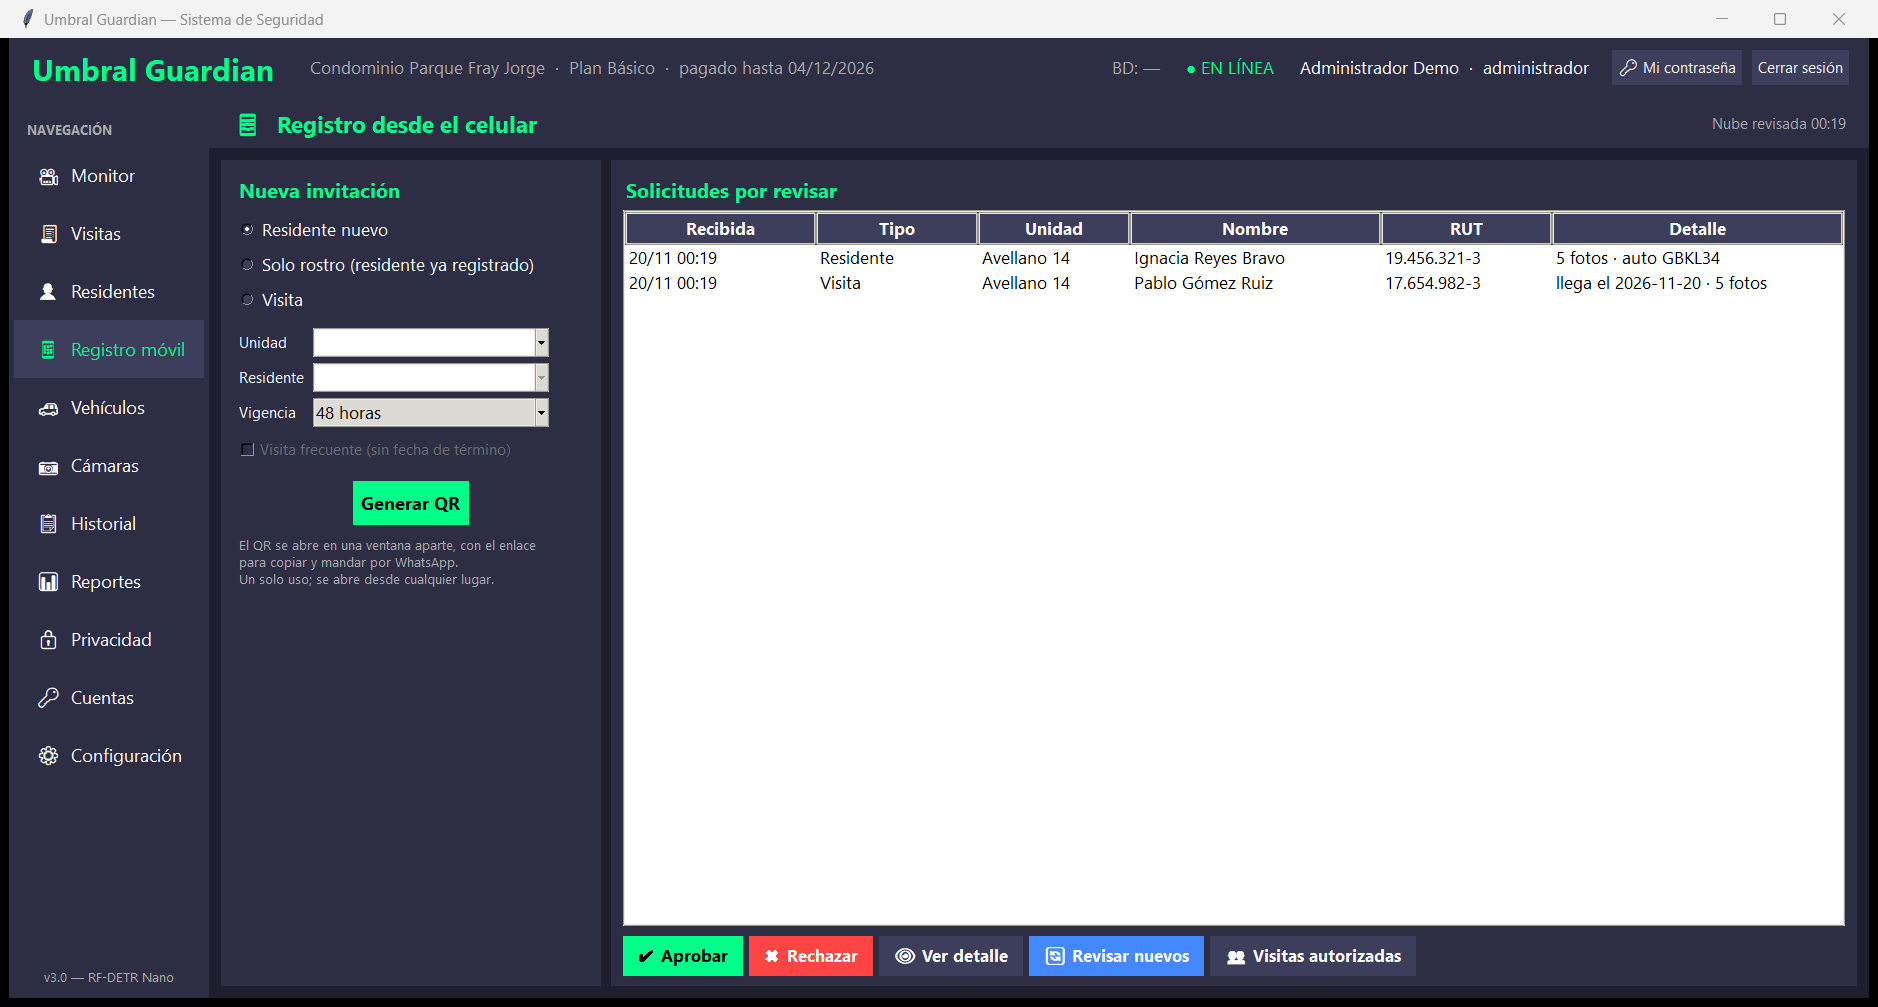 Umbral Guardian — Sistema de Seguridad
Umbral Guardian
Condominio Parque Fray Jorge · Plan Básico · pagado hasta 04/12/2026
BD: —
● EN LÍNEA
Administrador Demo · administrador
Mi contraseña
Cerrar sesión
NAVEGACIÓN
Monitor
Visitas
Residentes
Registro móvil
Vehículos
Cámaras
Historial
Reportes
Privacidad
Cuentas
Configuración
v3.0 — RF-DETR Nano
Registro desde el celular
Nube revisada 00:19
Nueva invitación
Residente nuevo
Solo rostro (residente ya registrado)
Visita
Unidad
Residente
Vigencia 48 horas
Visita frecuente (sin fecha de término)
Generar QR
El QR se abre en una ventana aparte, con el enlace
para copiar y mandar por WhatsApp.
Un solo uso; se abre desde cualquier lugar.
Solicitudes por revisar
Recibida Tipo Unidad Nombre RUT Detalle
20/11 00:19 Residente Avellano 14 Ignacia Reyes Bravo 19.456.321-3 5 fotos · auto GBKL34
20/11 00:19 Visita Avellano 14 Pablo Gómez Ruiz 17.654.982-3 llega el 2026-11-20 · 5 fotos
✔ Aprobar
✖ Rechazar
Ver detalle
Revisar nuevos
Visitas autorizadas